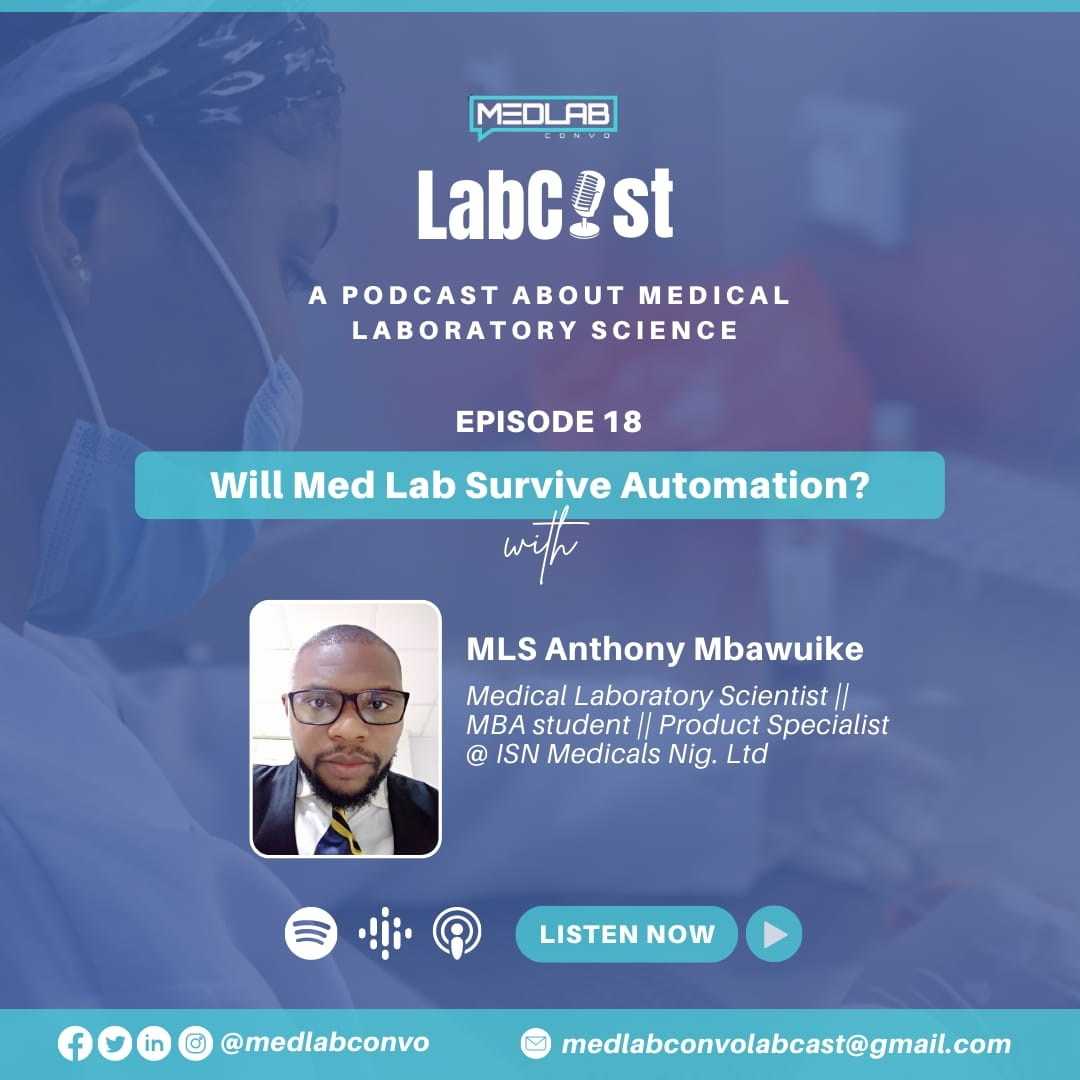 MEDLAB
CONVO
LabCast
A PODCAST ABOUT MEDICAL
LABORATORY SCIENCE
EPISODE 18
Will Med Lab Survive Automation?
with
MLS Anthony Mbawuike
Medical Laboratory Scientist ||
MBA student || Product Specialist
@ ISN Medicals Nig. Ltd
LISTEN NOW
@medlabconvo
medlabconvolabcast@gmail.com